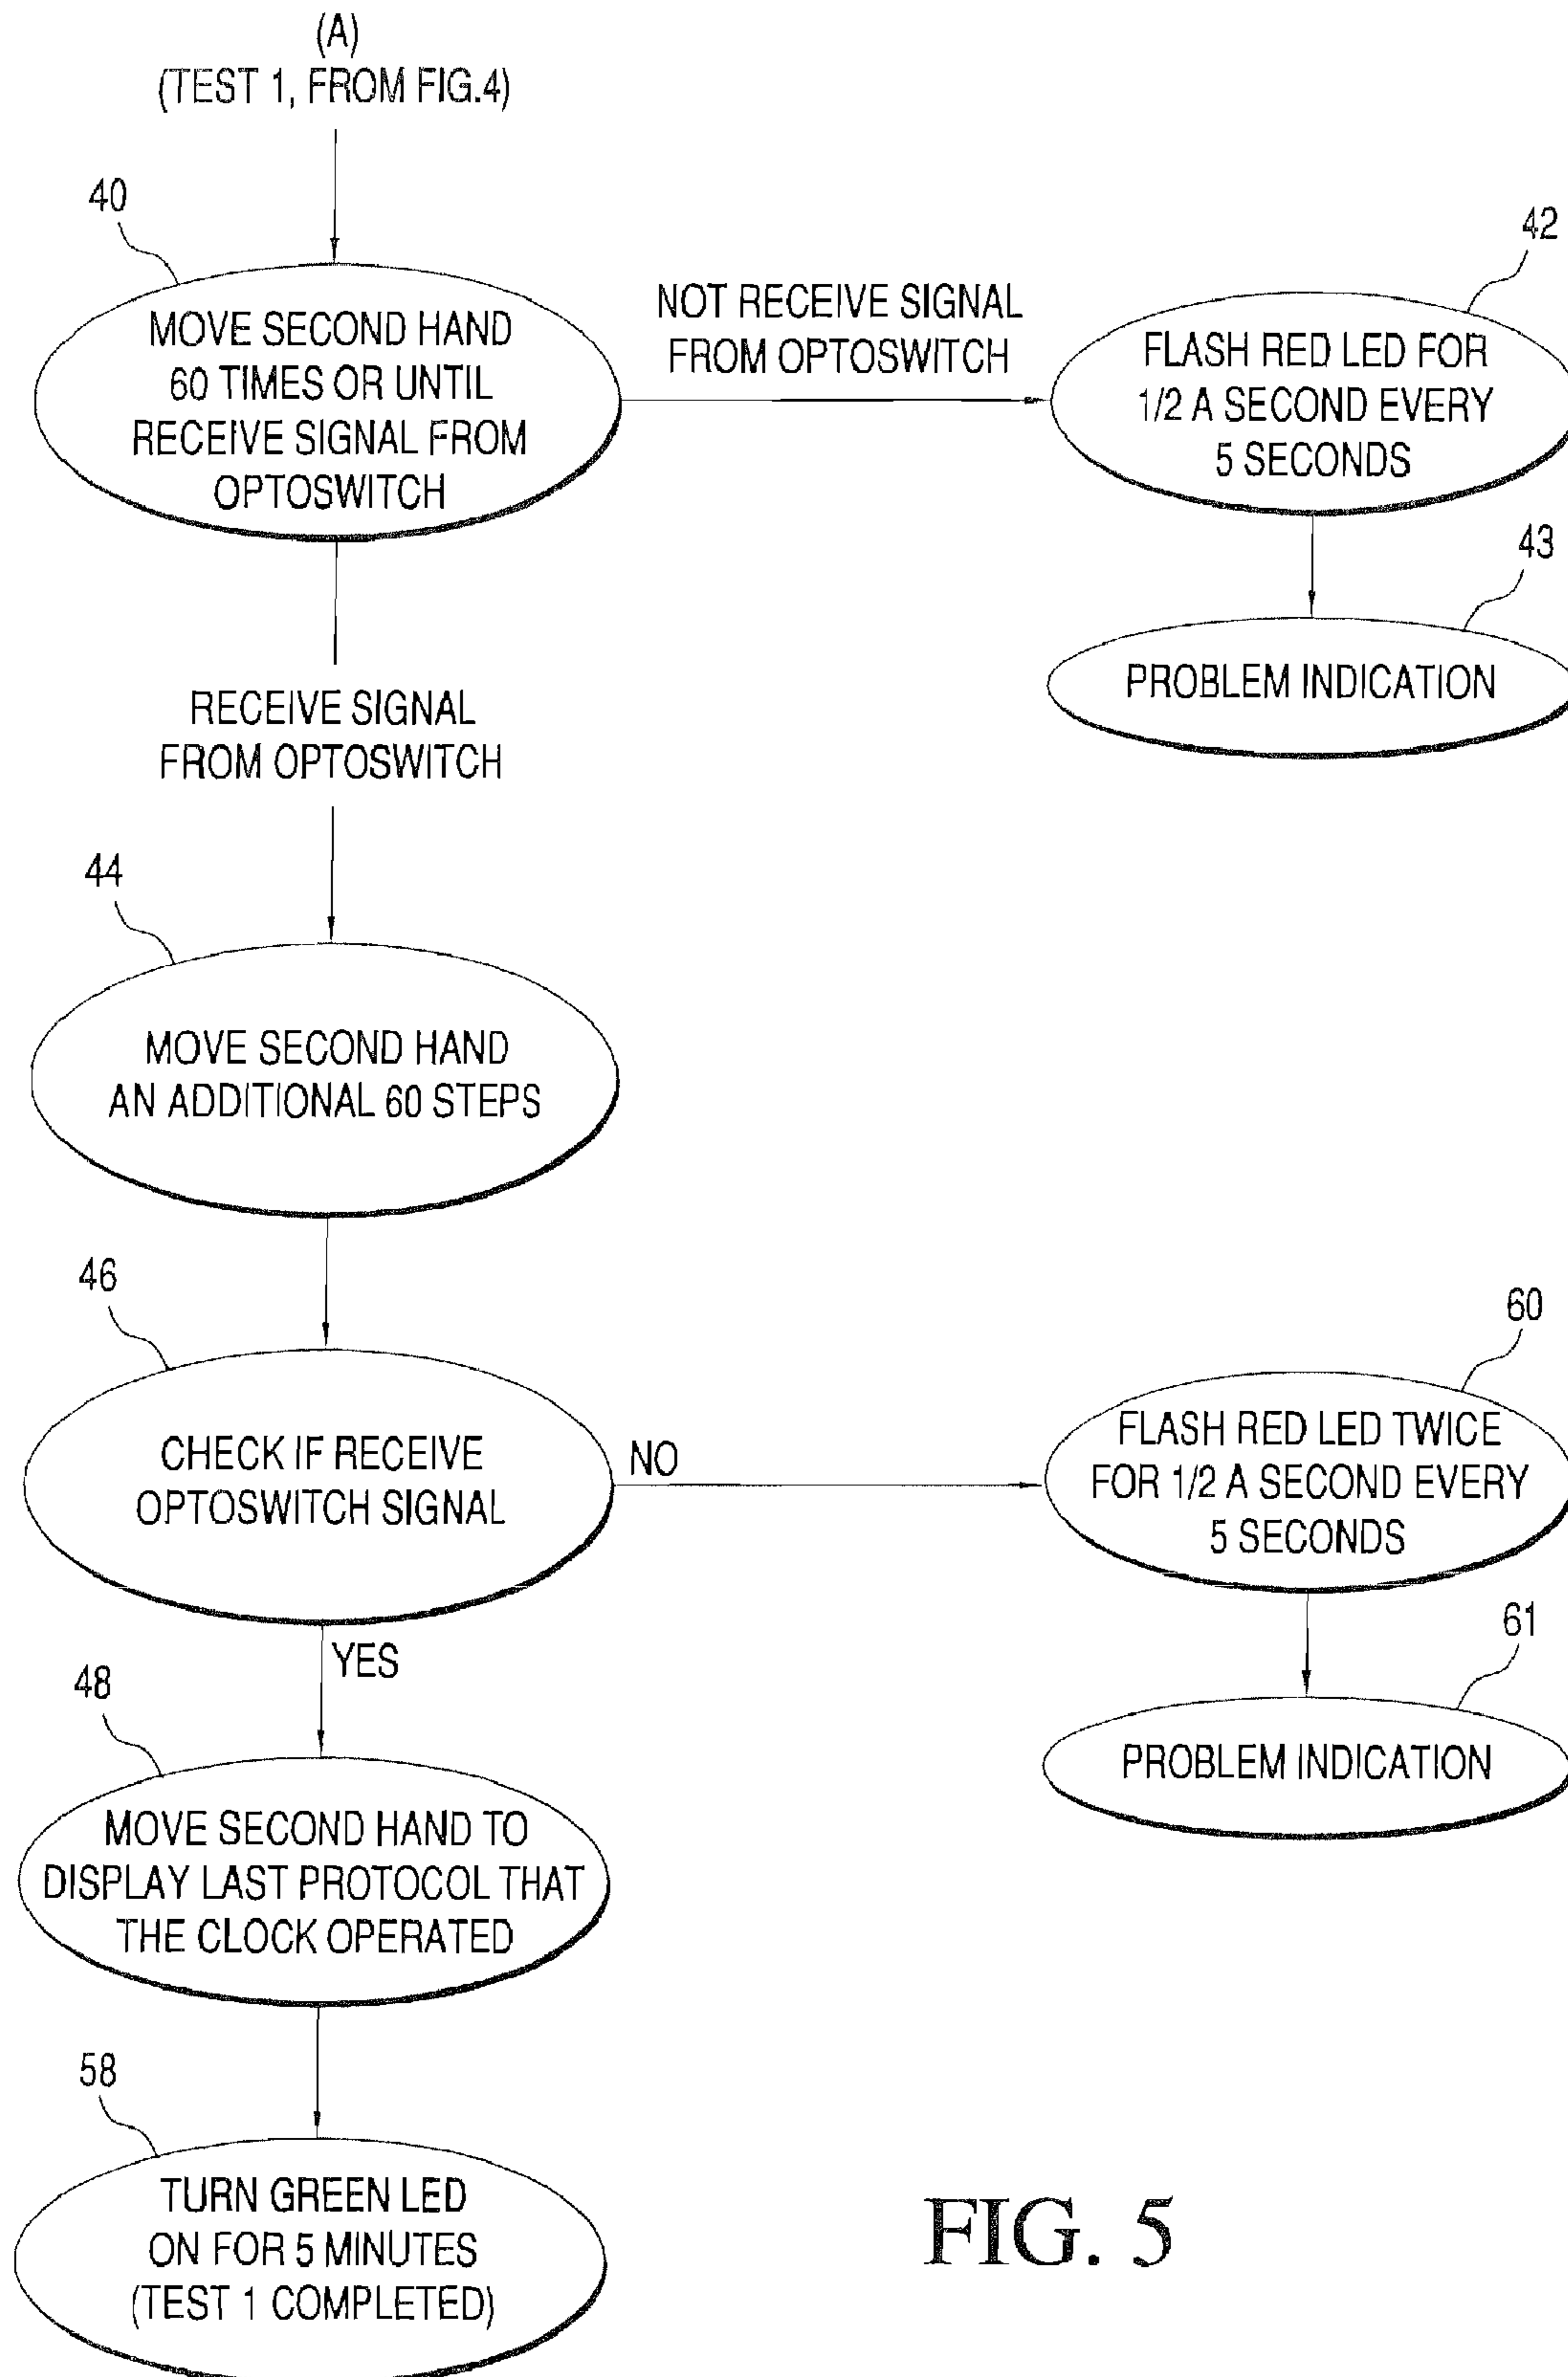 (A)
(TEST 1, FROM FIG.4)
40
MOVE SECOND HAND
60 TIMES OR UNTIL
RECEIVE SIGNAL FROM
OPTOSWITCH
NOT RECEIVE SIGNAL
FROM OPTOSWITCH
42
FLASH RED LED FOR
1/2 A SECOND EVERY
5 SECONDS
43
PROBLEM INDICATION
RECEIVE SIGNAL
FROM OPTOSWITCH
44
MOVE SECOND HAND
AN ADDITIONAL 60 STEPS
46
CHECK IF RECEIVE
OPTOSWITCH SIGNAL
NO
60
FLASH RED LED TWICE
FOR 1/2 A SECOND EVERY
5 SECONDS
61
PROBLEM INDICATION
YES
48
MOVE SECOND HAND TO
DISPLAY LAST PROTOCOL THAT
THE CLOCK OPERATED
58
TURN GREEN LED
ON FOR 5 MINUTES
(TEST 1 COMPLETED)
FIG. 5